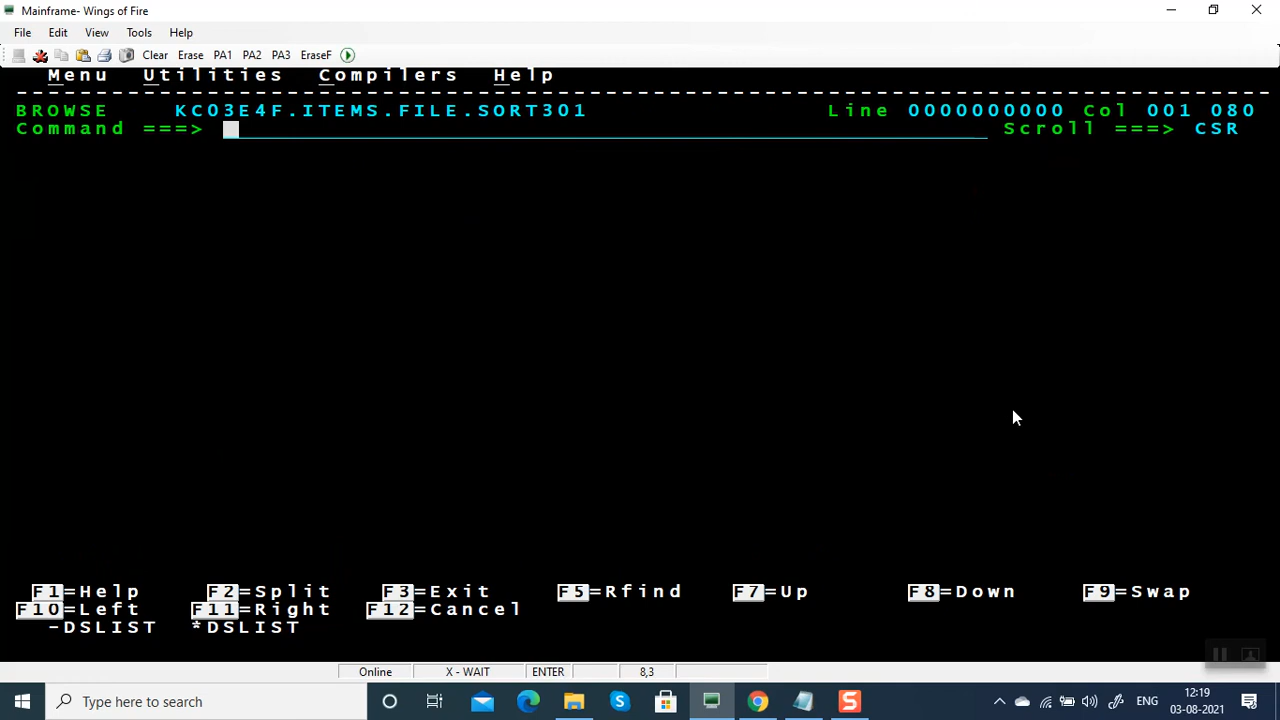 Mainframe- Wings of Fire
File Edit View Tools Help
Clear Erase PA1 PA2 PA3 EraseF
Menu Utilities Compilers Help
BROWSE KC03E4F.ITEMS.FILE.SORT301 Line 0000000000 Col 001 080
Command ===> Scroll ===> CSR
F1=Help F2=Split F3=Exit F5=Rfind F7=Up F8=Down F9=Swap
F10=Left F11=Right F12=Cancel
-DSLIST *DSLIST
Online X - WAIT ENTER 8,3
Type here to search
ENG
12:19
03-08-2021